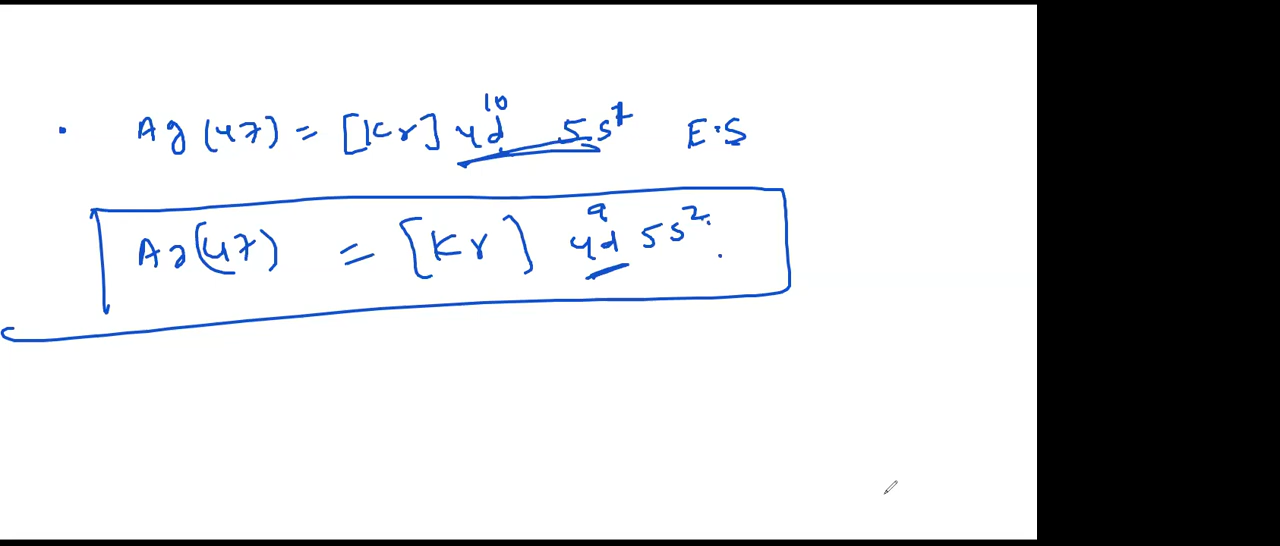 . Ag (47) = [Kr] 4d¹⁰ 5s¹ E.S
Ag(47) = [Kr] 4d⁹ 5s².